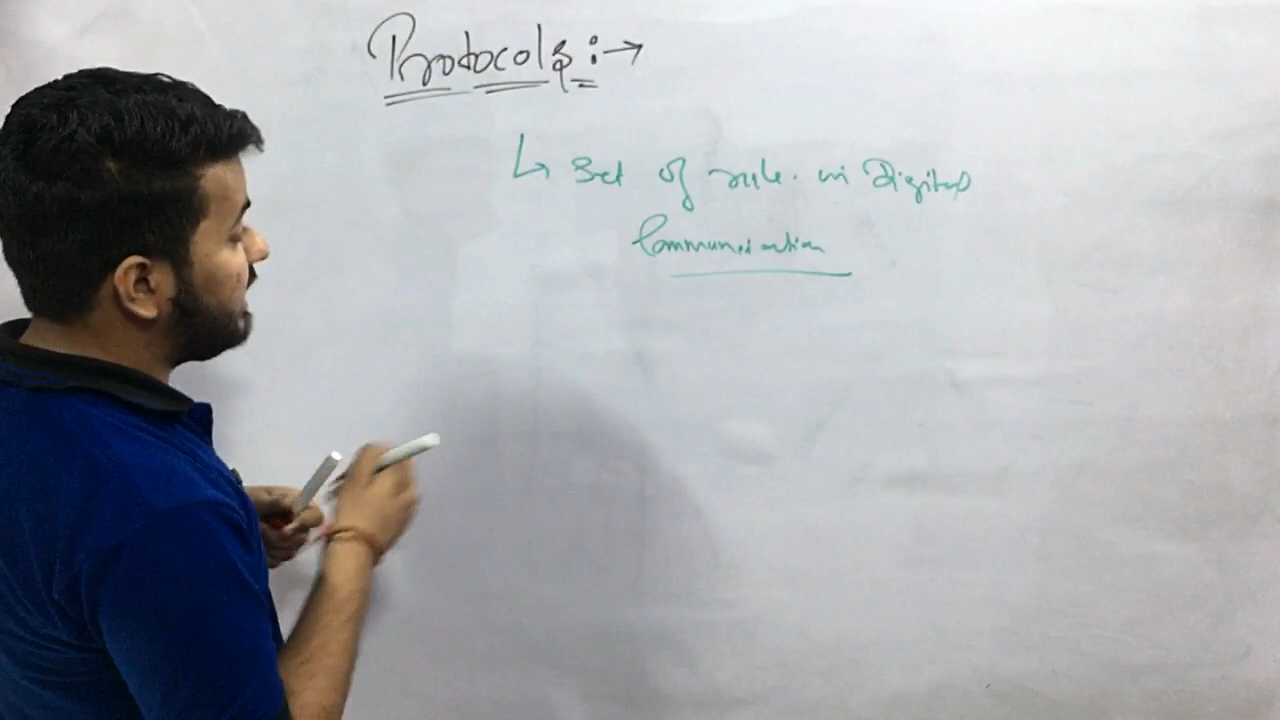 Protocols :→
↳ Set of rule in Digital
Communication